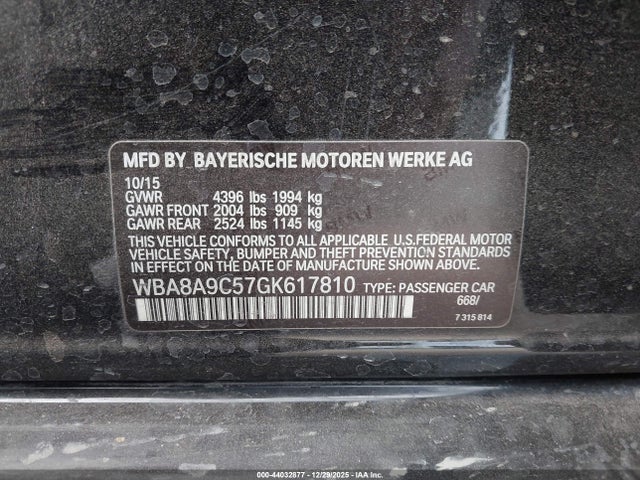 MFD BY BAYERISCHE MOTOREN WERKE AG
10/15
GVWR 4396 lbs 1994 kg
GAWR FRONT 2004 lbs 909 kg
GAWR REAR 2524 lbs 1145 kg
THIS VEHICLE CONFORMS TO ALL APPLICABLE U.S.FEDERAL MOTOR
VEHICLE SAFETY, BUMPER AND THEFT PREVENTION STANDARDS
IN EFFECT ON THE DATE OF MANUFACTURE SHOWN ABOVE.
WBA8A9C57GK617810 TYPE: PASSENGER CAR
668/
7 315 814
000-44032877 • 12/29/2025 • IAA Inc.